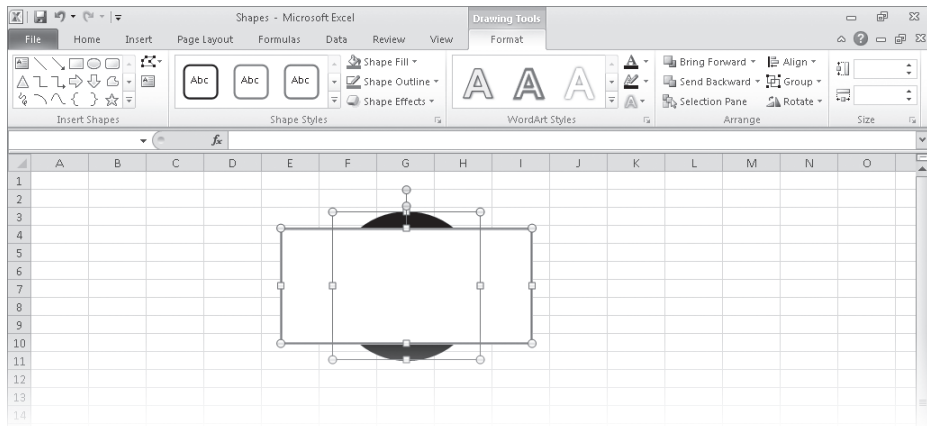 Shapes - Microsoft Excel
Drawing Tools
File Home Insert Page Layout Formulas Data Review View Format
Abc Abc Abc
Shape Fill
Shape Outline
Shape Effects
A A A
A
A
Bring Forward Align
Send Backward Group
Selection Pane Rotate
Insert Shapes Shape Styles WordArt Styles Arrange Size
fx
A B C D E F G H I J K L M N O
1
2
3
4
5
6
7
8
9
10
11
12
13
14